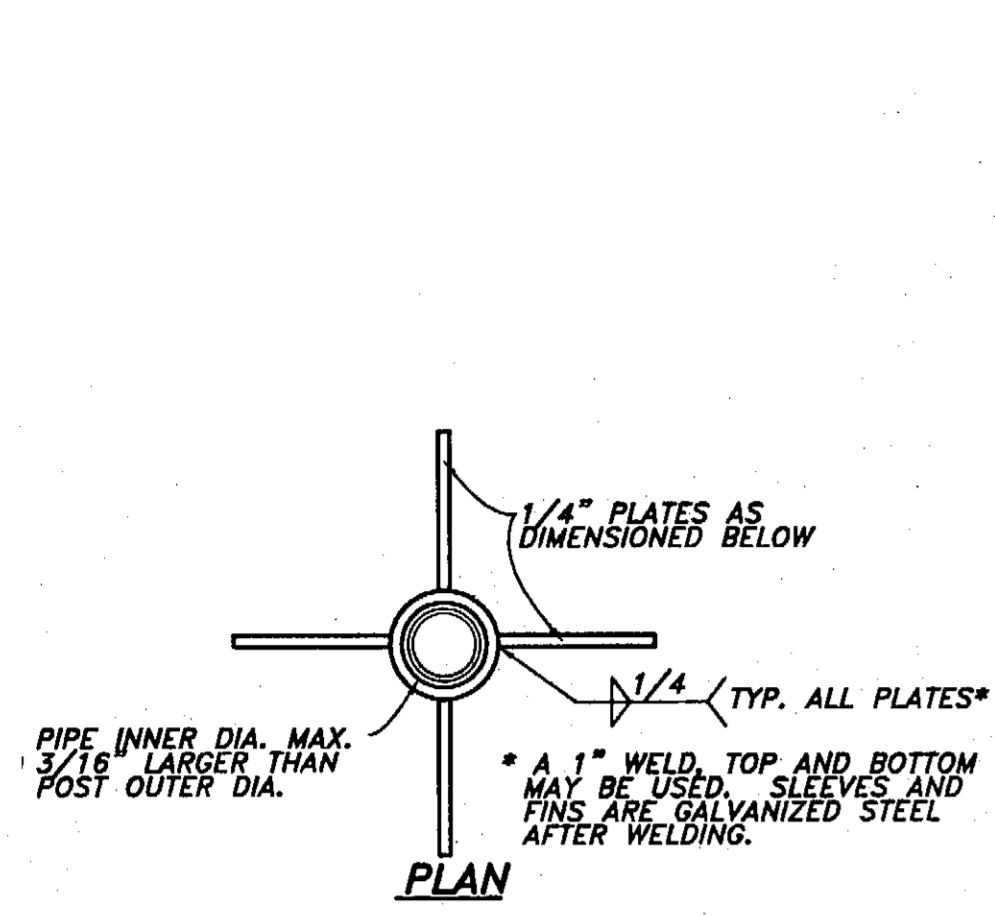 1/4" PLATES AS
DIMENSIONED BELOW
1/4
TYP. ALL PLATES*
PIPE INNER DIA. MAX.
3/16" LARGER THAN
POST OUTER DIA.
* A 1" WELD, TOP AND BOTTOM
MAY BE USED. SLEEVES AND
FINS ARE GALVANIZED STEEL
AFTER WELDING.
PLAN